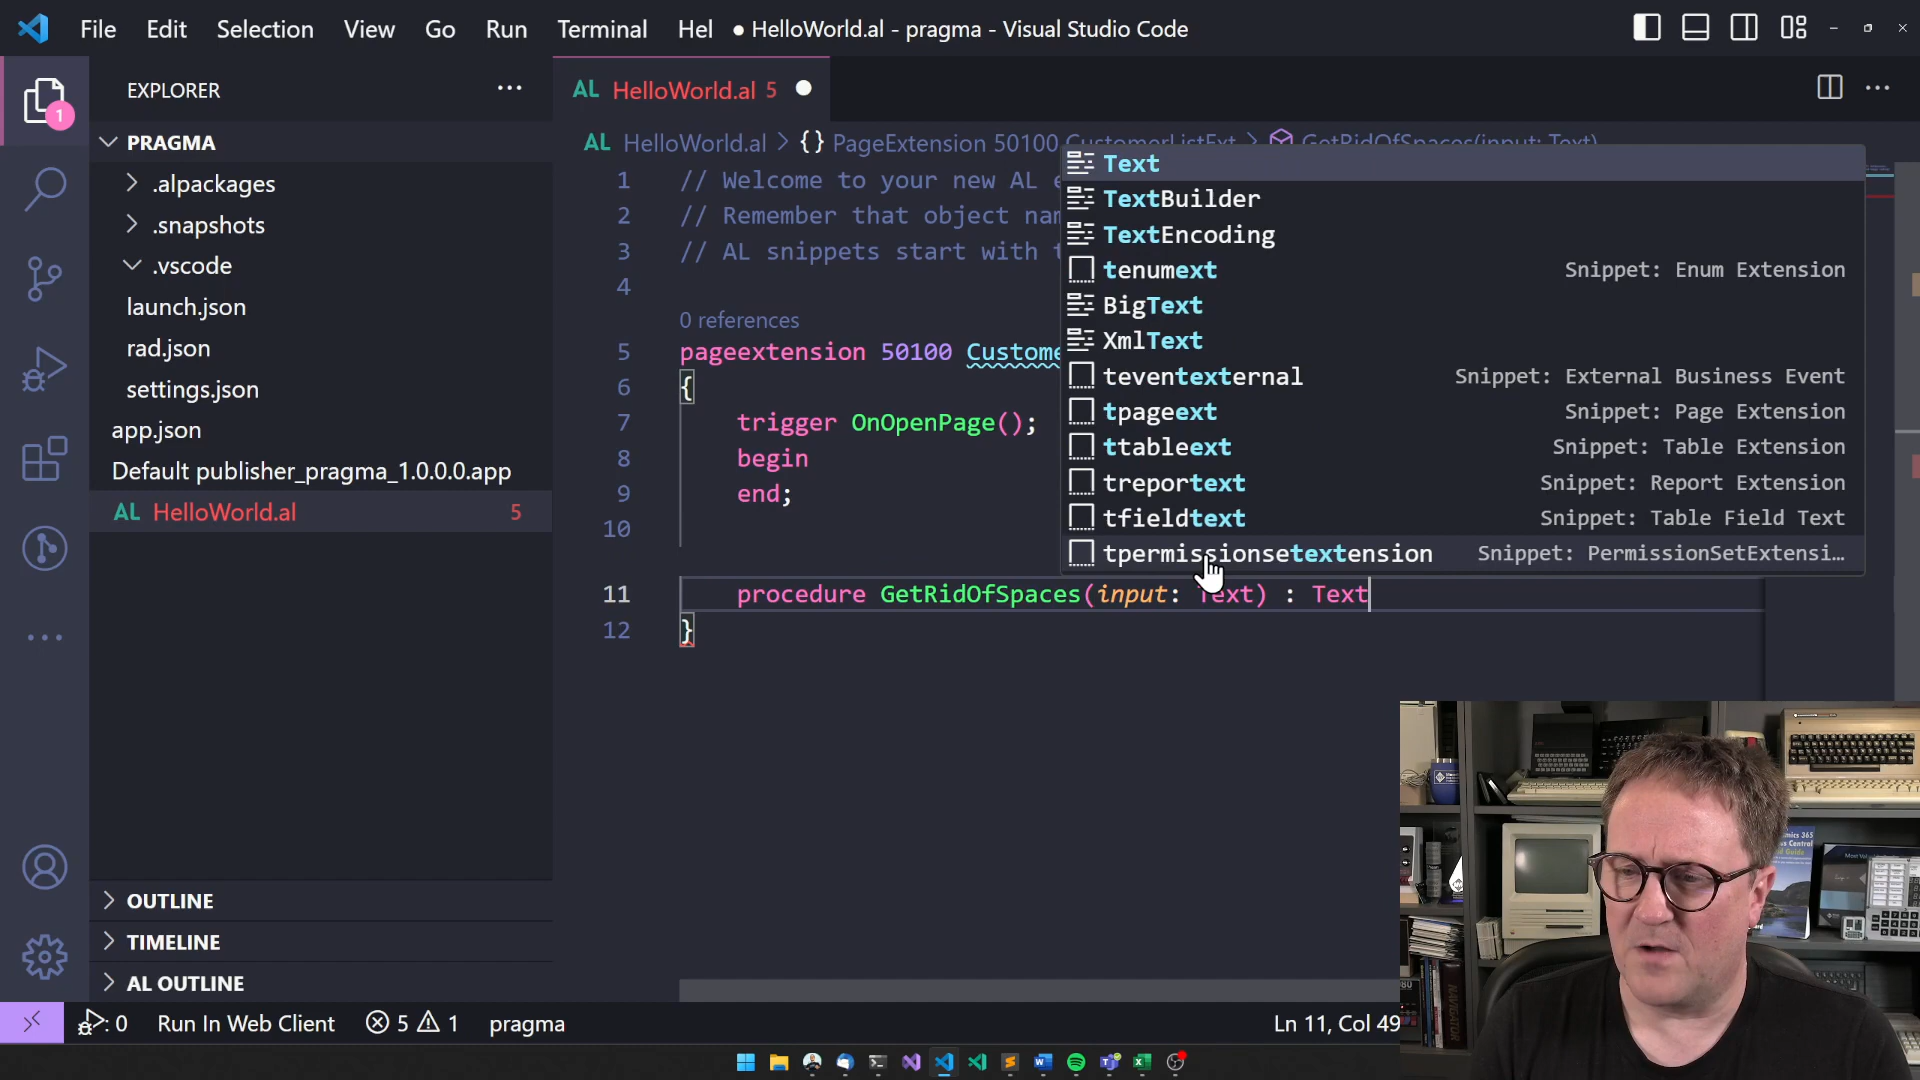 File Edit Selection View Go Run Terminal Hel ● HelloWorld.al - pragma - Visual Studio Code
EXPLORER
AL HelloWorld.al 5
1
PRAGMA
AL HelloWorld.al > {} PageExtension 50100 CustomerListExt > GetRidOfSpaces(input: Text)
.alpackages
.snapshots
.vscode
launch.json
rad.json
settings.json
app.json
Default publisher_pragma_1.0.0.0.app
AL HelloWorld.al 5
OUTLINE
TIMELINE
AL OUTLINE
1 // Welcome to your new AL e
2 // Remember that object nam
3 // AL snippets start with t
4
0 references
5 pageextension 50100 Custome
6 {
7 trigger OnOpenPage();
8 begin
9 end;
10
11 procedure GetRidOfSpaces(input: Text) : Text
12 }
Text
TextBuilder
TextEncoding
tenumext Snippet: Enum Extension
BigText
XmlText
teventexternal Snippet: External Business Event
tpageext Snippet: Page Extension
ttableext Snippet: Table Extension
treportext Snippet: Report Extension
tfieldtext Snippet: Table Field Text
tpermissionsetextension Snippet: PermissionSetExtensi…
0 Run In Web Client 5 1 pragma Ln 11, Col 49